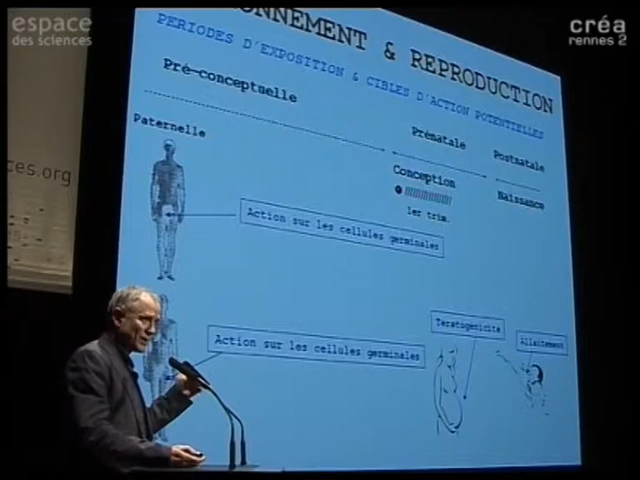 espace
des sciences
créa
rennes 2
ONNEMENT & REPRODUCTION
PERIODES D'EXPOSITION & CIBLES D'ACTION POTENTIELLES
Pré-conceptuelle
Paternelle
Prénatale
Postnatale
Conception
Naissance
1er trim.
Action sur les cellules germinales
Action sur les cellules germinales
Teratogénicité
Allaitement
ces.org